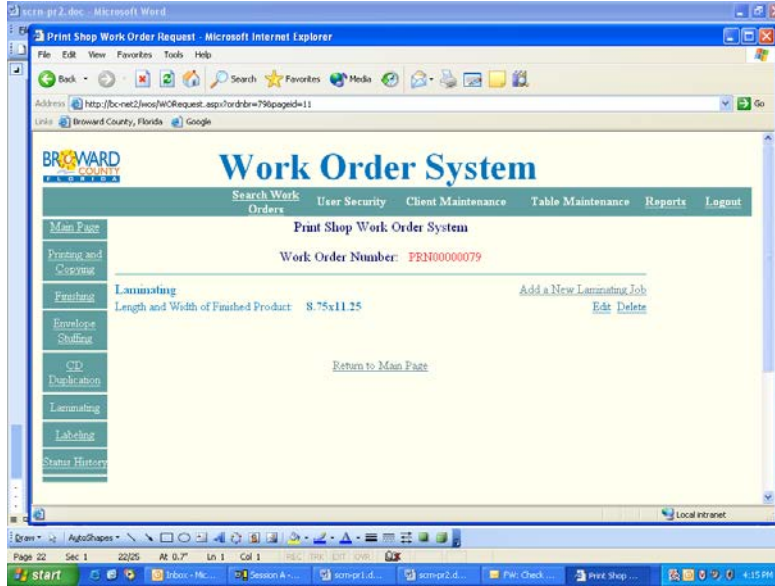 scrn-pr2.doc - Microsoft Word
Print Shop Work Order Request - Microsoft Internet Explorer
File Edit View Favorites Tools Help
Back Search Favorites Media
Address http://bc-net2/wos/WORequest.aspx?ordnbr=79&pageid=11 Go
Links Broward County, Florida Google
BROWARD
COUNTY
FLORIDA
Work Order System
Search Work Orders User Security Client Maintenance Table Maintenance Reports Logout
Print Shop Work Order System
Work Order Number: PRN00000079
Main Page
Printing and
Copying
Finishing
Envelope
Stuffing
CD
Duplication
Laminating
Labeling
Status History
Laminating Add a New Laminating Job
Length and Width of Finished Product: 8.75x11.25 Edit Delete
Return to Main Page
Local intranet
Draw AutoShapes
Page 22 Sec 1 22/25 At 0.7" Ln 1 Col 1 REC TRK EXT OVR
start Inbox - Mic... Session A -... scrn-pr1.d... scrn-pr2.d... FW: Check ... Print Shop ... 4:15 PM